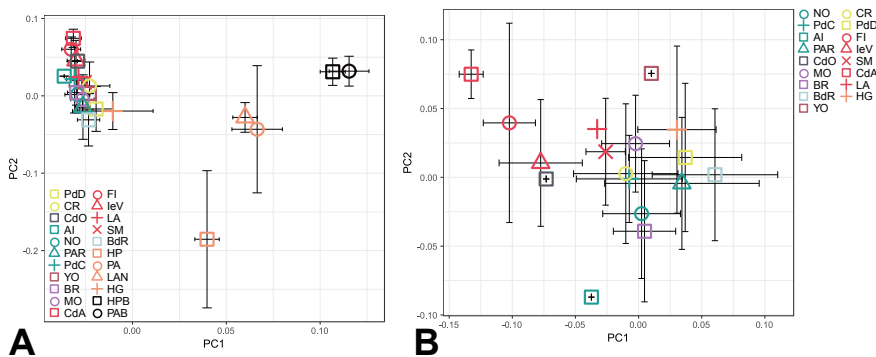 0.1
0.0
-0.1
-0.2
PC2
0.00
0.05
0.10
PC1
PdD FI
CR IeV
CdO LA
AI SM
NO BdR
PAR HP
PdC PA
YO LAN
BR HG
MO HPB
CdA PAB
A
0.10
0.05
0.00
-0.05
-0.10
PC2
-0.15 -0.10 -0.05 0.00 0.05 0.10
PC1
NO CR
PdC PdD
AI FI
PAR IeV
CdO SM
MO CdA
BR LA
BdR HG
YO
B